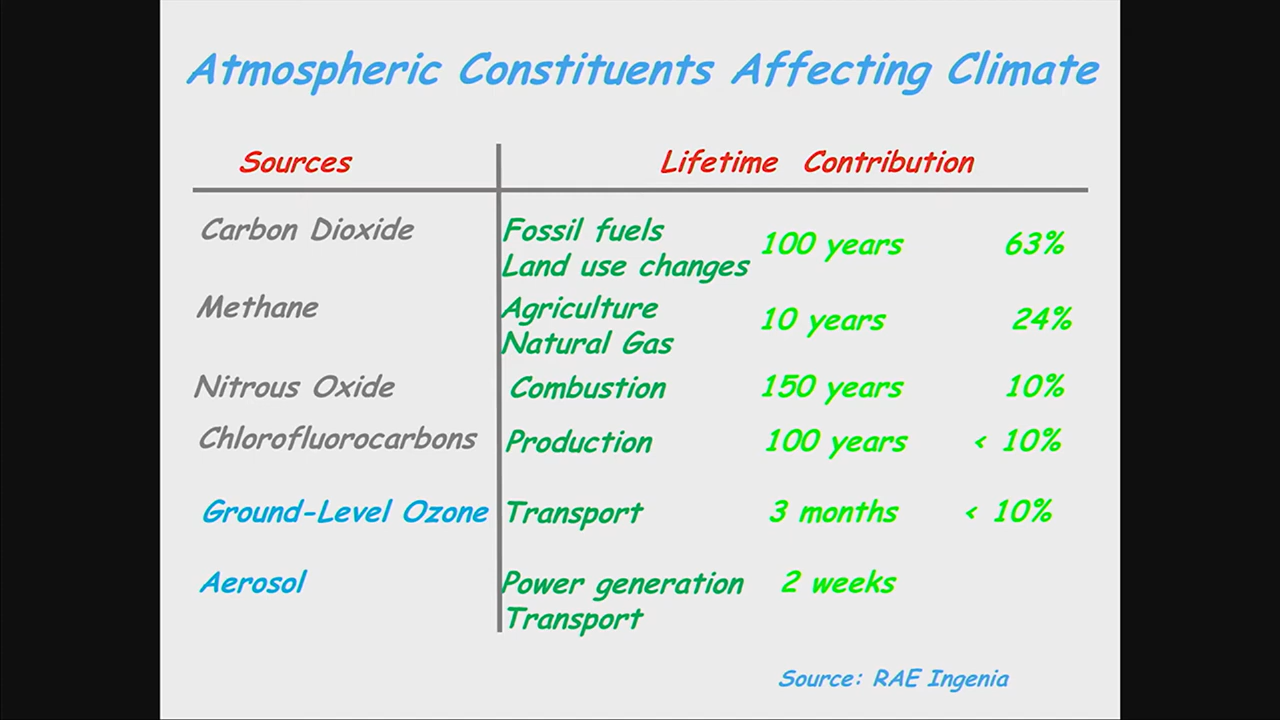 Atmospheric Constituents Affecting Climate
Sources Lifetime Contribution
Carbon Dioxide Fossil fuels 100 years 63%
Land use changes
Methane Agriculture 10 years 24%
Natural Gas
Nitrous Oxide Combustion 150 years 10%
Chlorofluorocarbons Production 100 years < 10%
Ground-Level Ozone Transport 3 months < 10%
Aerosol Power generation 2 weeks
Transport
Source: RAE Ingenia